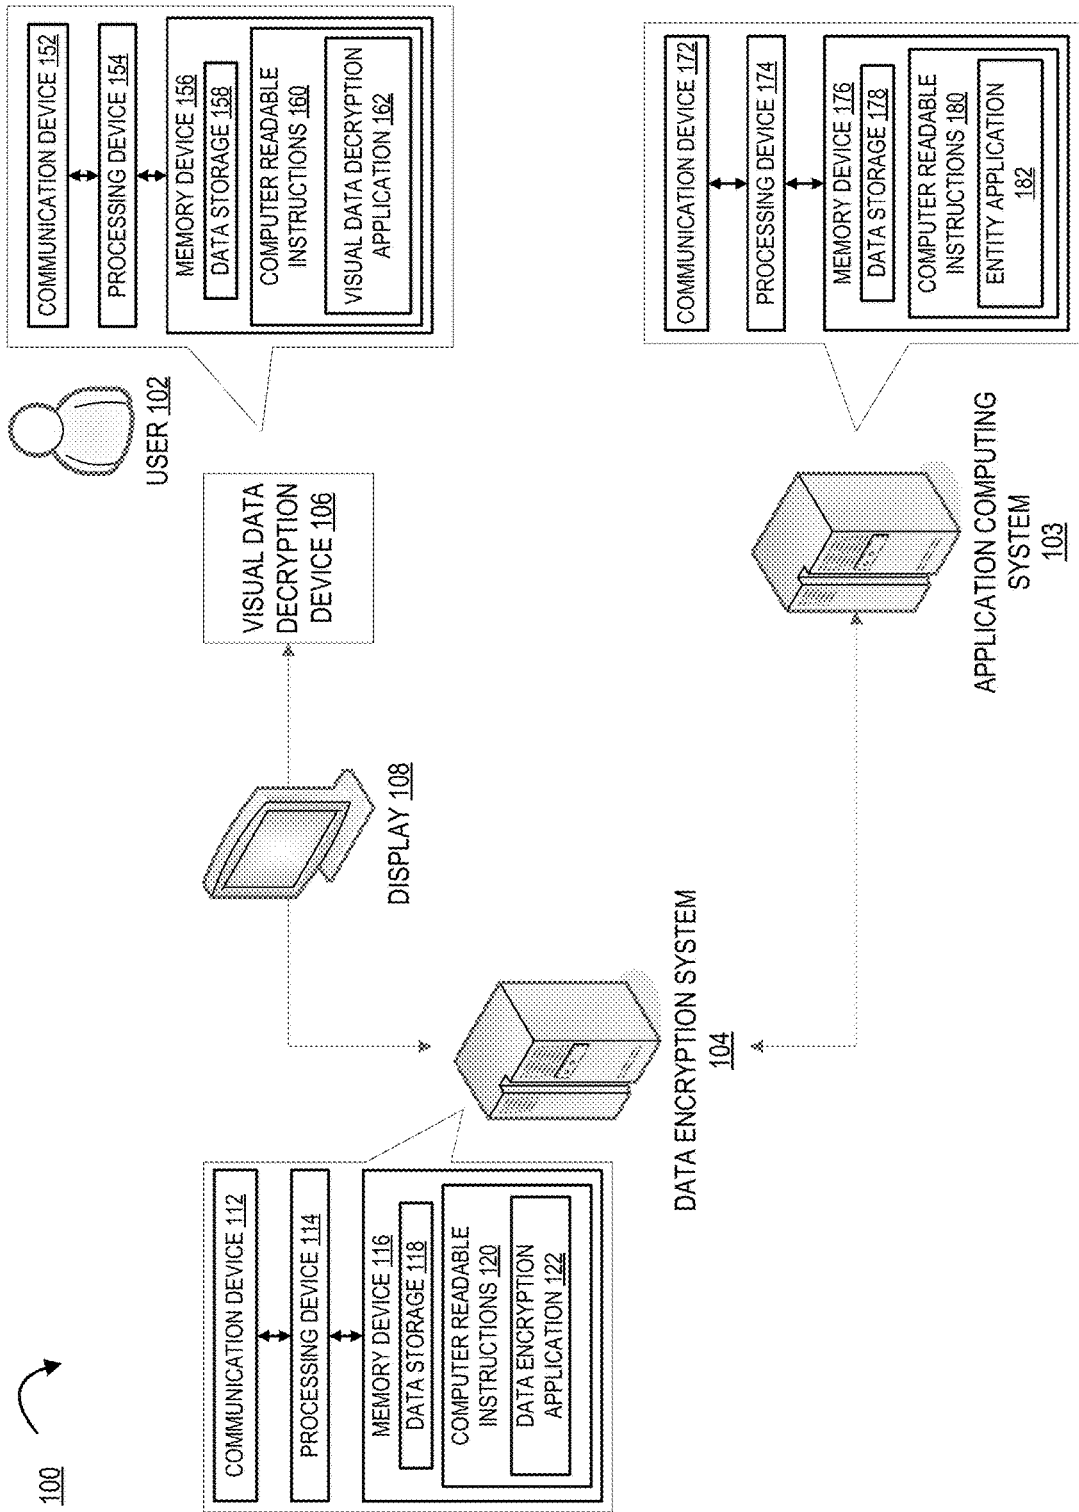 100
COMMUNICATION DEVICE 112
PROCESSING DEVICE 114
MEMORY DEVICE 116
DATA STORAGE 118
COMPUTER READABLE
INSTRUCTIONS 120
DATA ENCRYPTION
APPLICATION 122
DATA ENCRYPTION SYSTEM
104
DISPLAY 108
VISUAL DATA
DECRYPTION
DEVICE 106
USER 102
COMMUNICATION DEVICE 152
PROCESSING DEVICE 154
MEMORY DEVICE 156
DATA STORAGE 158
COMPUTER READABLE
INSTRUCTIONS 160
VISUAL DATA DECRYPTION
APPLICATION 162
APPLICATION COMPUTING
SYSTEM
103
COMMUNICATION DEVICE 172
PROCESSING DEVICE 174
MEMORY DEVICE 176
DATA STORAGE 178
COMPUTER READABLE
INSTRUCTIONS 180
ENTITY APPLICATION
182